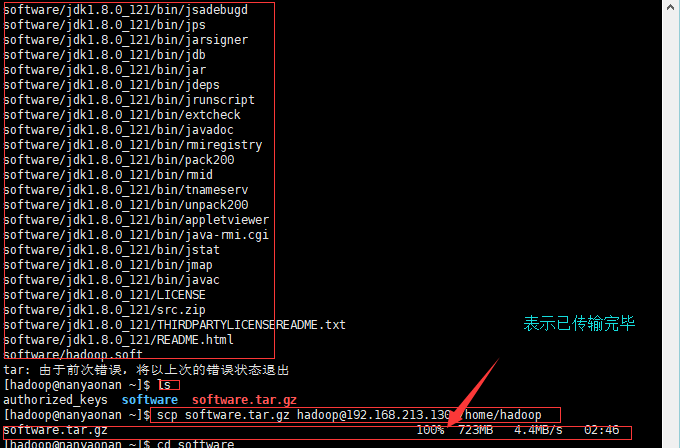 software/jdk1.8.0_121/bin/jsadebugd
software/jdk1.8.0_121/bin/jps
software/jdk1.8.0_121/bin/jarsigner
software/jdk1.8.0_121/bin/jdb
software/jdk1.8.0_121/bin/jar
software/jdk1.8.0_121/bin/jdeps
software/jdk1.8.0_121/bin/jrunscript
software/jdk1.8.0_121/bin/extcheck
software/jdk1.8.0_121/bin/javadoc
software/jdk1.8.0_121/bin/rmiregistry
software/jdk1.8.0_121/bin/pack200
software/jdk1.8.0_121/bin/rmid
software/jdk1.8.0_121/bin/tnameserv
software/jdk1.8.0_121/bin/unpack200
software/jdk1.8.0_121/bin/appletviewer
software/jdk1.8.0_121/bin/java-rmi.cgi
software/jdk1.8.0_121/bin/jstat
software/jdk1.8.0_121/bin/jmap
software/jdk1.8.0_121/bin/javac
software/jdk1.8.0_121/LICENSE
software/jdk1.8.0_121/src.zip
software/jdk1.8.0_121/THIRDPARTYLICENSEREADME.txt
表示已传输完毕
software/jdk1.8.0_121/README.html
software/hadoop.soft
tar: 由于前次错误，将以上次的错误状态退出
[hadoop@nanyaonan ~]$ ls
authorized_keys software software.tar.gz
[hadoop@nanyaonan ~]$ scp software.tar.gz hadoop@192.168.213.130:/home/hadoop
software.tar.gz 100% 723MB 4.4MB/s 02:46
[hadoop@nanyaonan ~]$ cd software